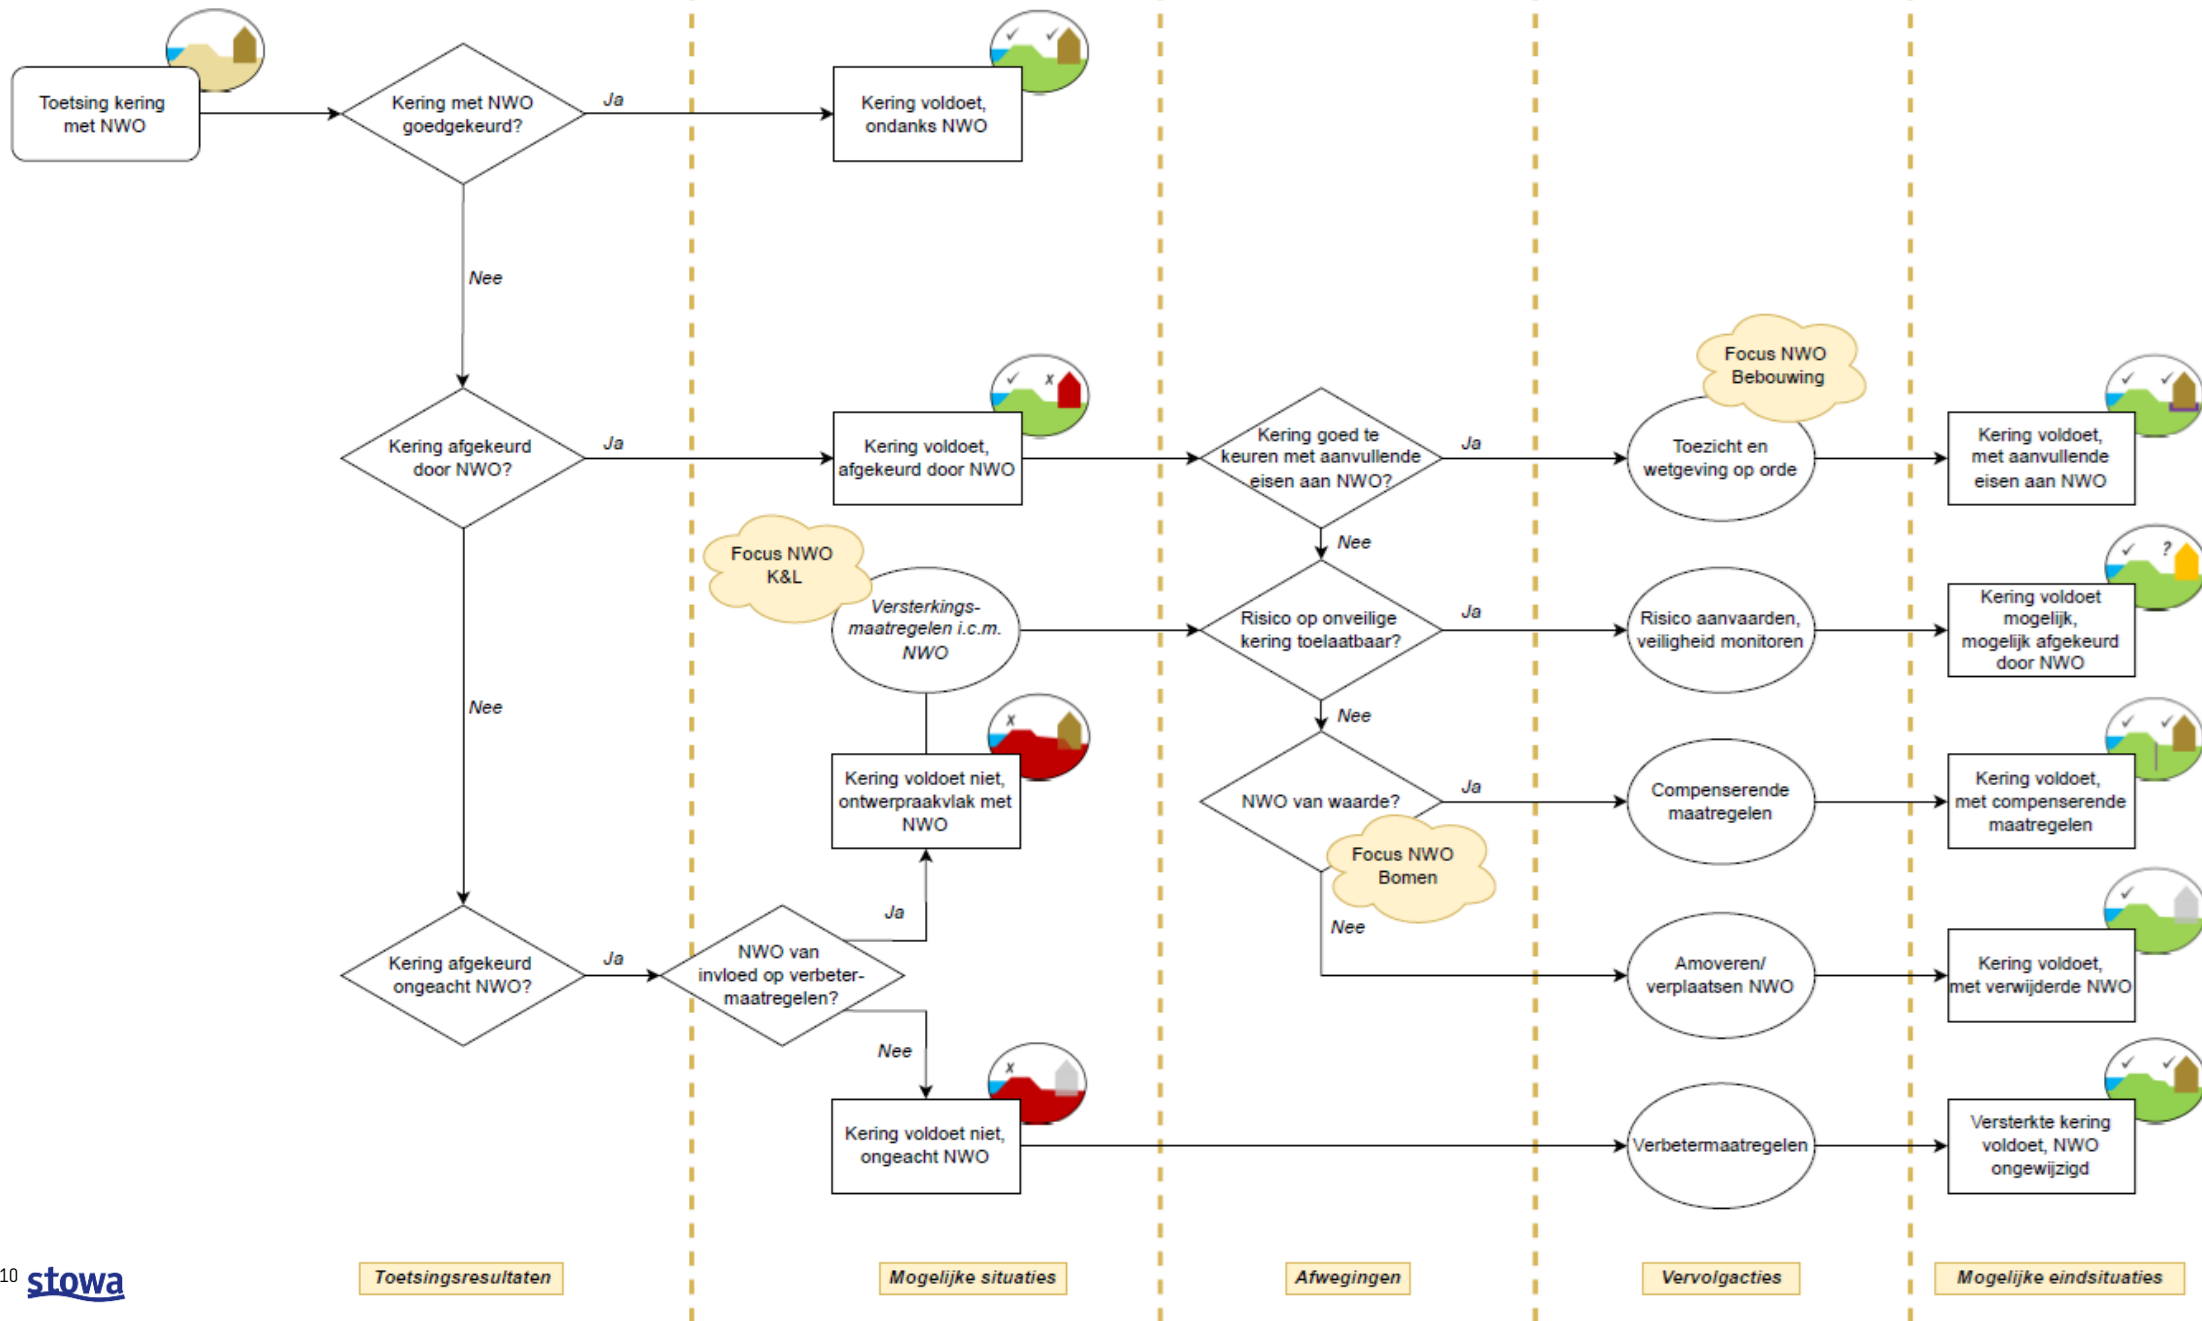 Toetsing kering
met NWO
Kering met NWO
goedgekeurd?
Ja
Kering voldoet,
ondanks NWO
Nee
Kering afgekeurd
door NWO?
Ja
Kering voldoet,
afgekeurd door NWO
Kering goed te
keuren met aanvullende
eisen aan NWO?
Ja
Focus NWO
Bebouwing
Toezicht en
wetgeving op orde
Kering voldoet,
met aanvullende
eisen aan NWO
Nee
Focus NWO
K&L
Versterkings-
maatregelen i.c.m.
NWO
Risico op onveilige
kering toelaatbaar?
Ja
Risico aanvaarden,
veiligheid monitoren
Kering voldoet
mogelijk,
mogelijk afgekeurd
door NWO
Nee
Nee
Kering voldoet niet,
ontwerpraakvlak met
NWO
NWO van waarde?
Ja
Compenserende
maatregelen
Kering voldoet,
met compenserende
maatregelen
Focus NWO
Bomen
Nee
Kering afgekeurd
ongeacht NWO?
Ja
NWO van
invloed op verbeter-
maatregelen?
Ja
Amoveren/
verplaatsen NWO
Kering voldoet,
met verwijderde NWO
Nee
Kering voldoet niet,
ongeacht NWO
Verbetermaatregelen
Versterkte kering
voldoet, NWO
ongewijzigd
10 stowa
Toetsingsresultaten
Mogelijke situaties
Afwegingen
Vervolgacties
Mogelijke eindsituaties